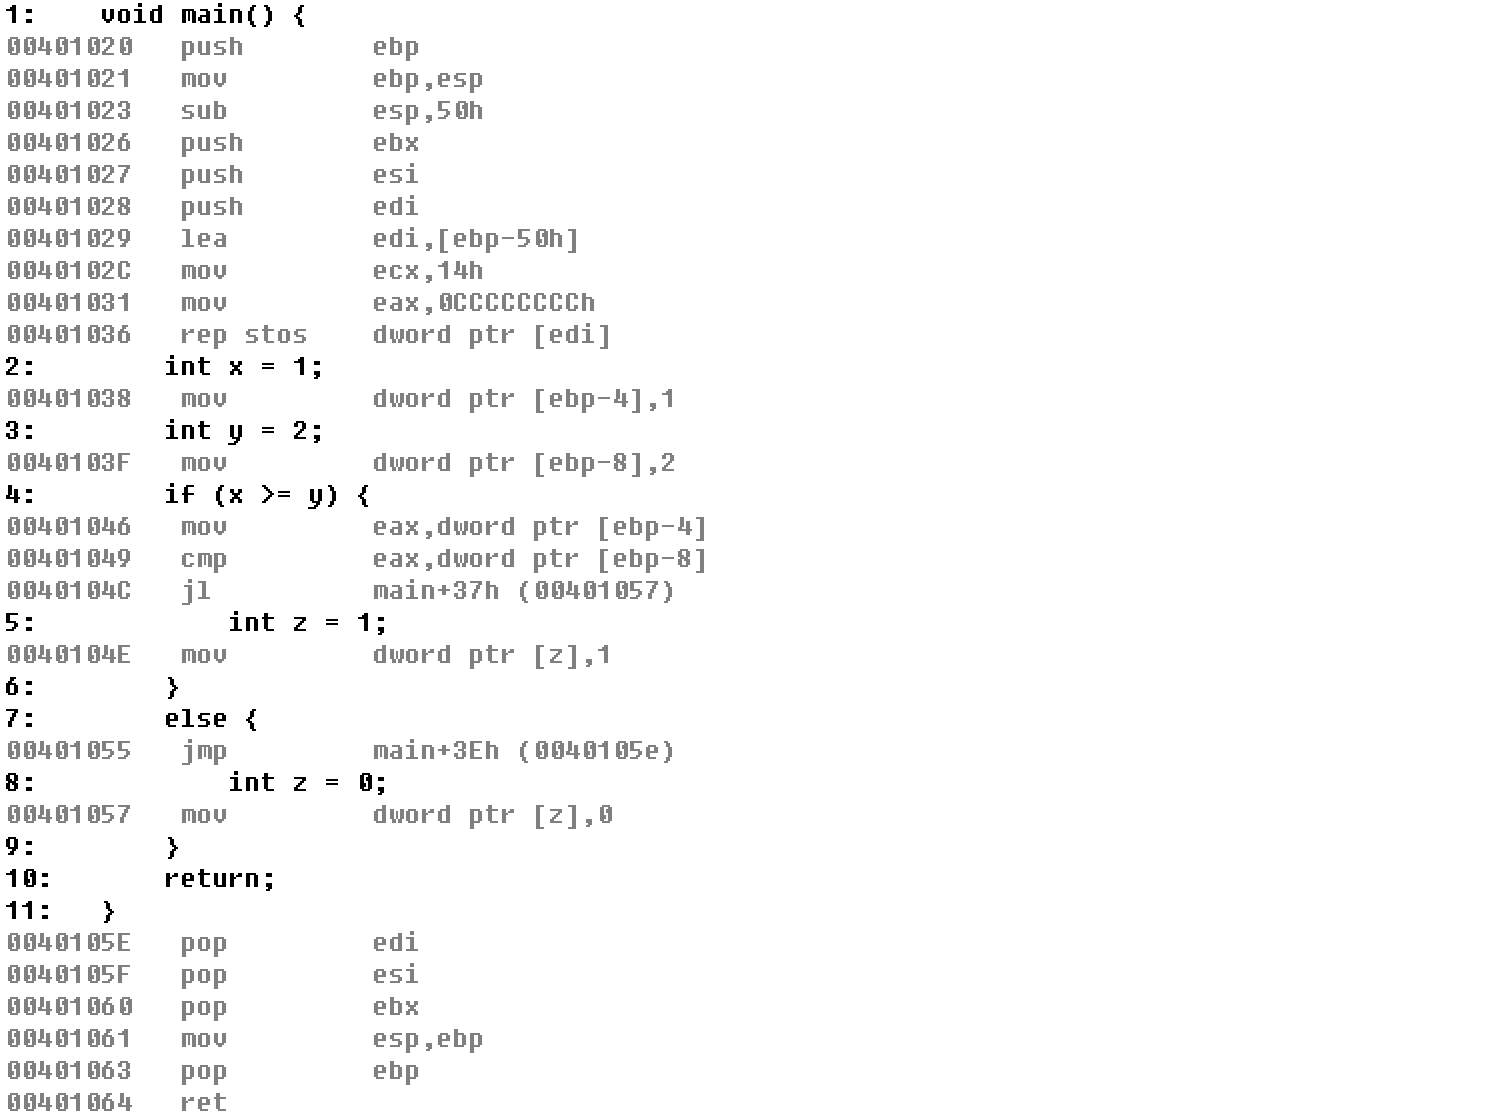 1:    void main() {
00401020   push        ebp
00401021   mov         ebp,esp
00401023   sub         esp,50h
00401026   push        ebx
00401027   push        esi
00401028   push        edi
00401029   lea         edi,[ebp-50h]
0040102C   mov         ecx,14h
00401031   mov         eax,0CCCCCCCCh
00401036   rep stos    dword ptr [edi]
2:        int x = 1;
00401038   mov         dword ptr [ebp-4],1
3:        int y = 2;
0040103F   mov         dword ptr [ebp-8],2
4:        if (x >= y) {
00401046   mov         eax,dword ptr [ebp-4]
00401049   cmp         eax,dword ptr [ebp-8]
0040104C   jl          main+37h (00401057)
5:            int z = 1;
0040104E   mov         dword ptr [z],1
6:        }
7:        else {
00401055   jmp         main+3Eh (0040105e)
8:            int z = 0;
00401057   mov         dword ptr [z],0
9:        }
10:       return;
11:   }
0040105E   pop         edi
0040105F   pop         esi
00401060   pop         ebx
00401061   mov         esp,ebp
00401063   pop         ebp
00401064   ret